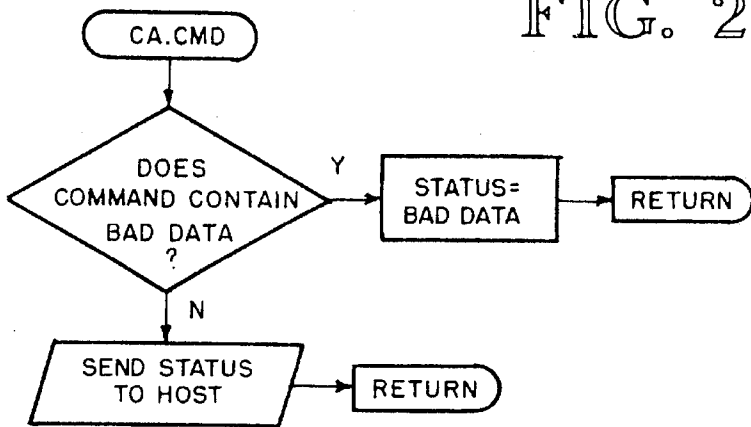 FIG. 2
CA.CMD
DOES
COMMAND CONTAIN
BAD DATA
?
Y
STATUS=
BAD DATA
RETURN
N
SEND STATUS
TO HOST
RETURN